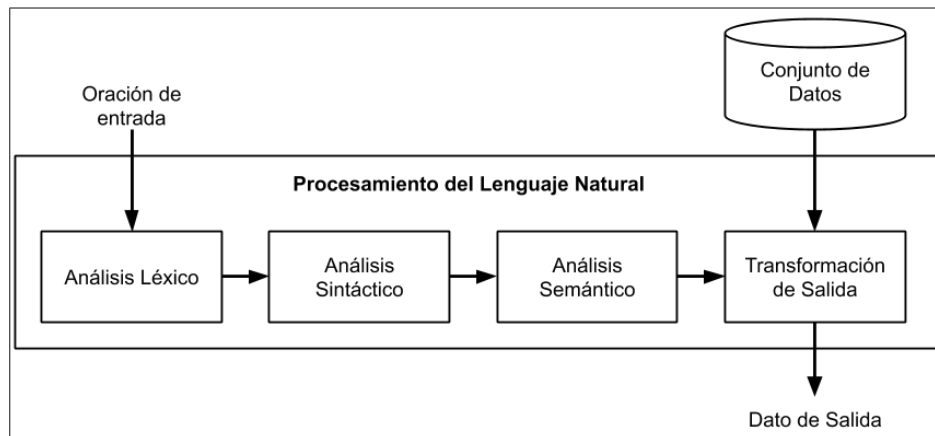 Conjunto de
Datos
Oración de
entrada
Procesamiento del Lenguaje Natural
Análisis Léxico
Análisis
Sintáctico
Análisis
Semántico
Transformación
de Salida
Dato de Salida